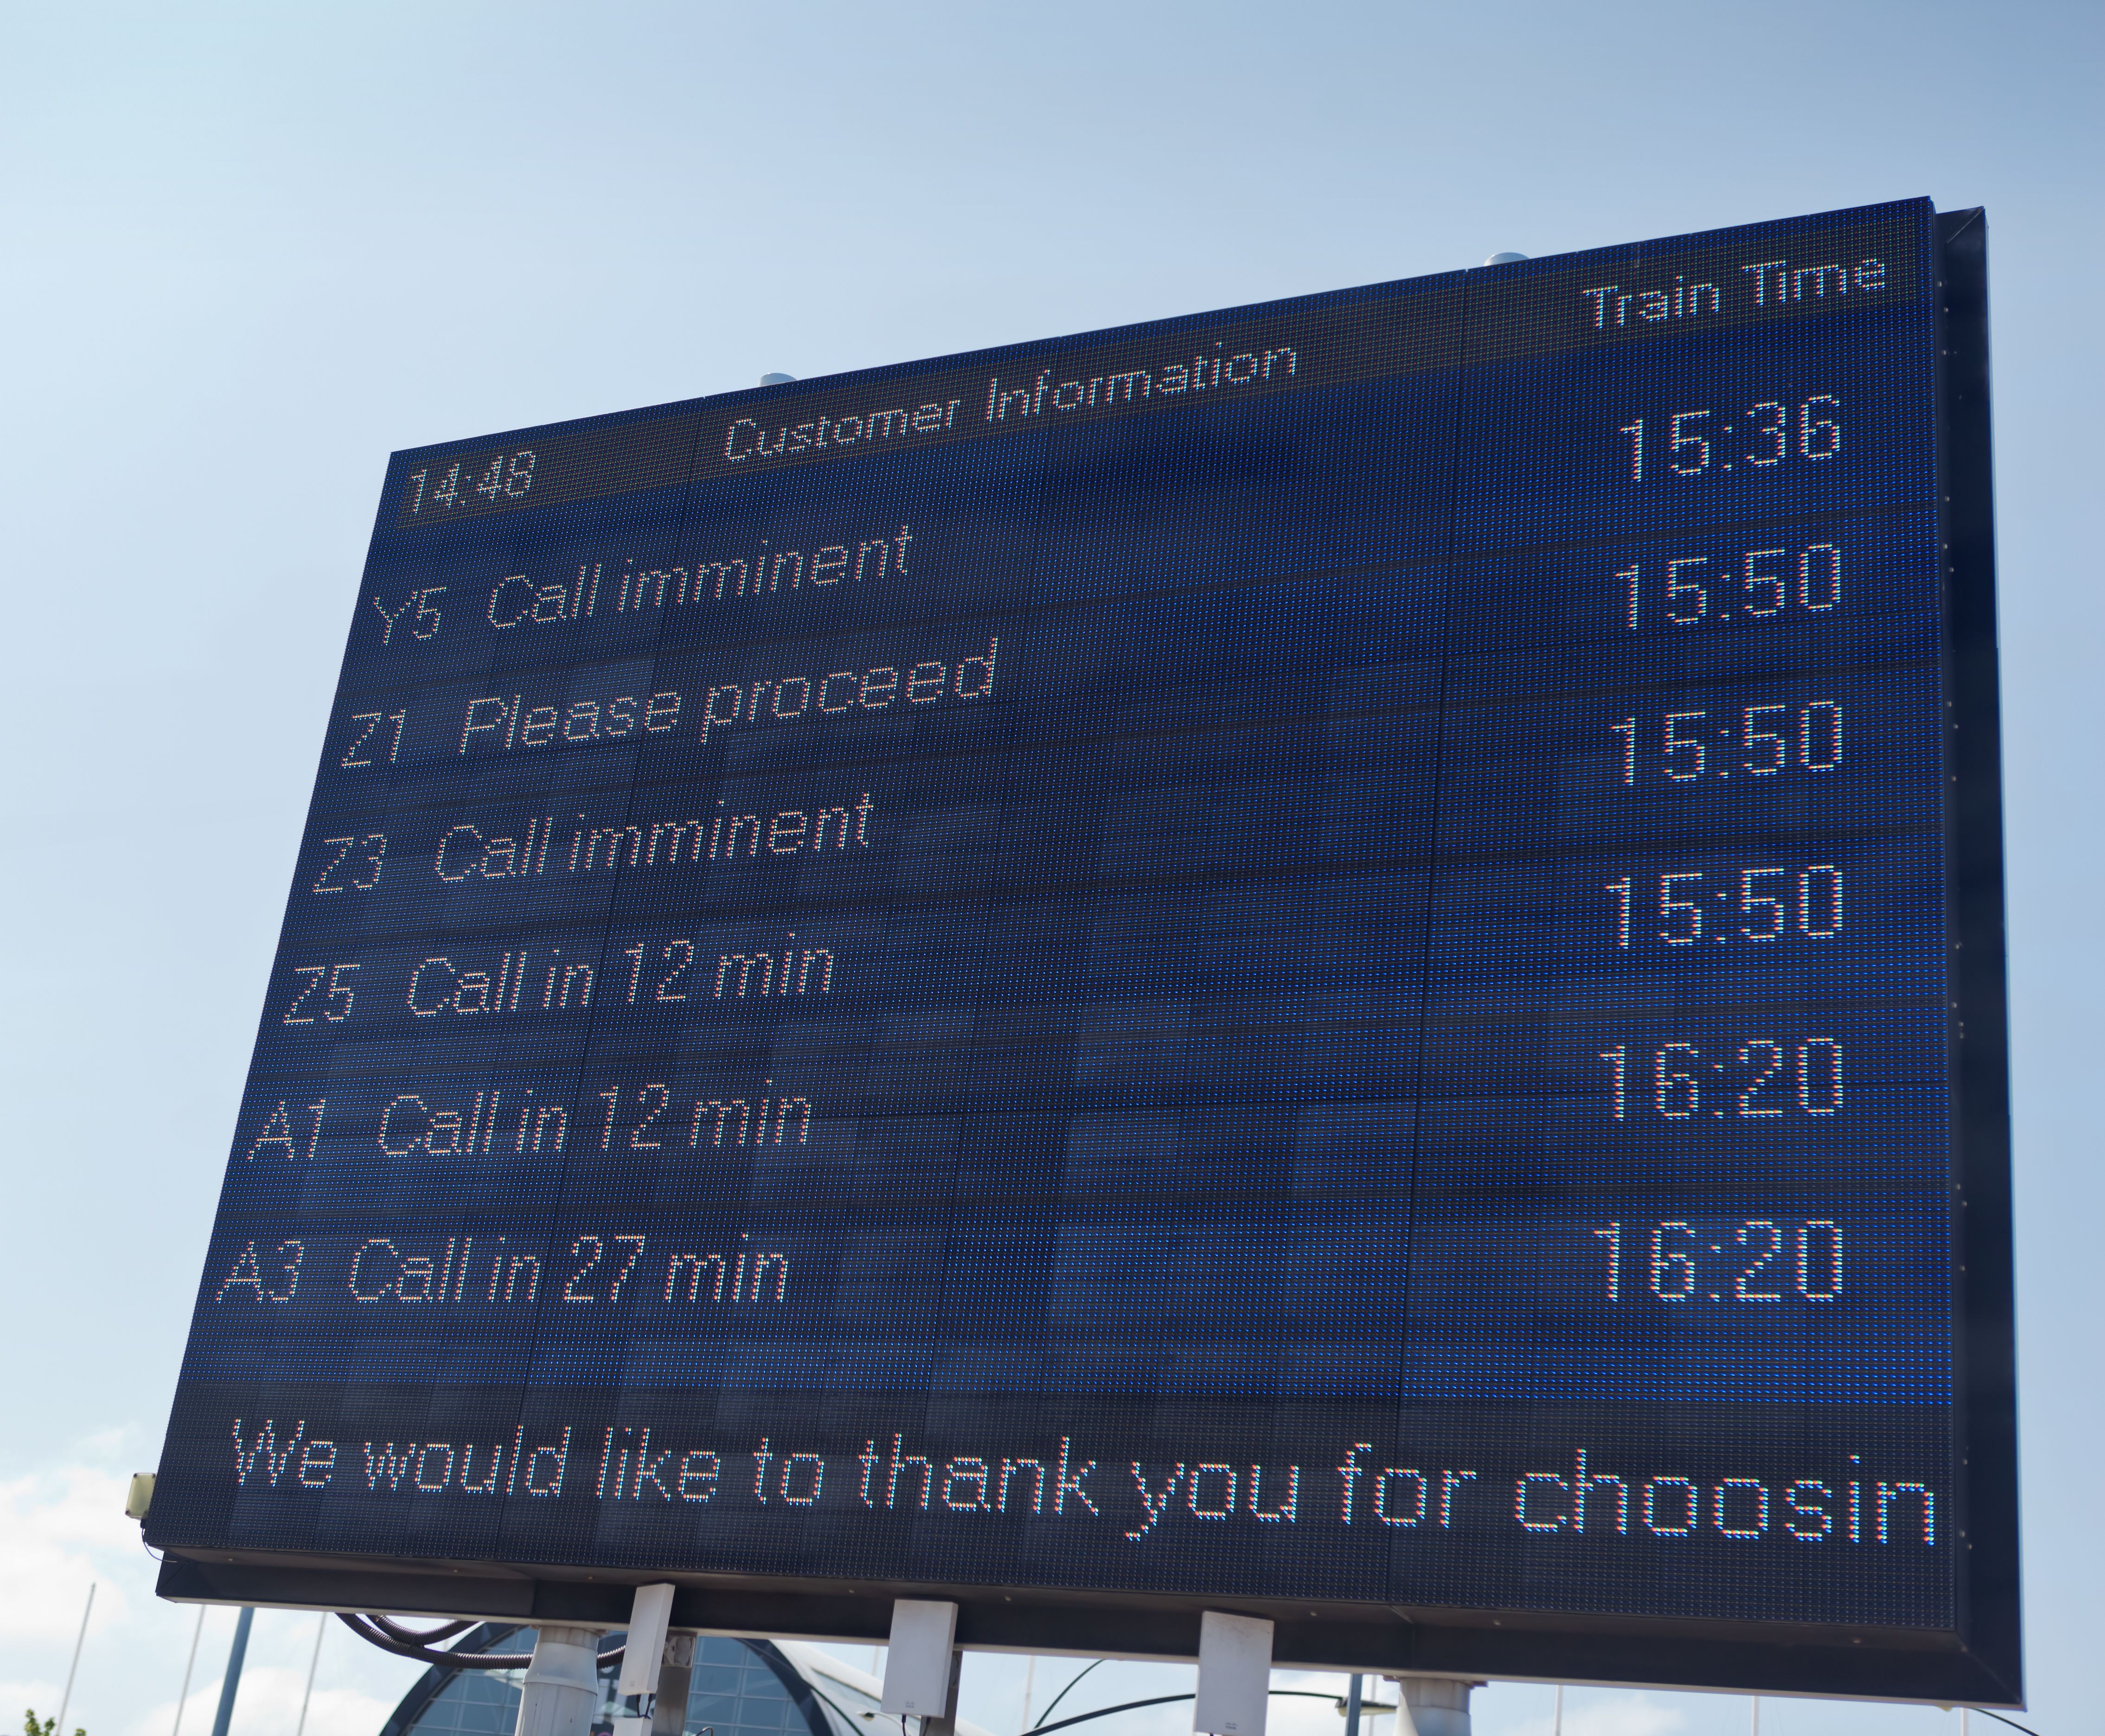 14:48 Customer Information Train Time
Y5 Call imminent 15:36
Z1 Please proceed 15:50
Z3 Call imminent 15:50
Z5 Call in 12 min 15:50
A1 Call in 12 min 16:20
A3 Call in 27 min 16:20
We would like to thank you for choosin